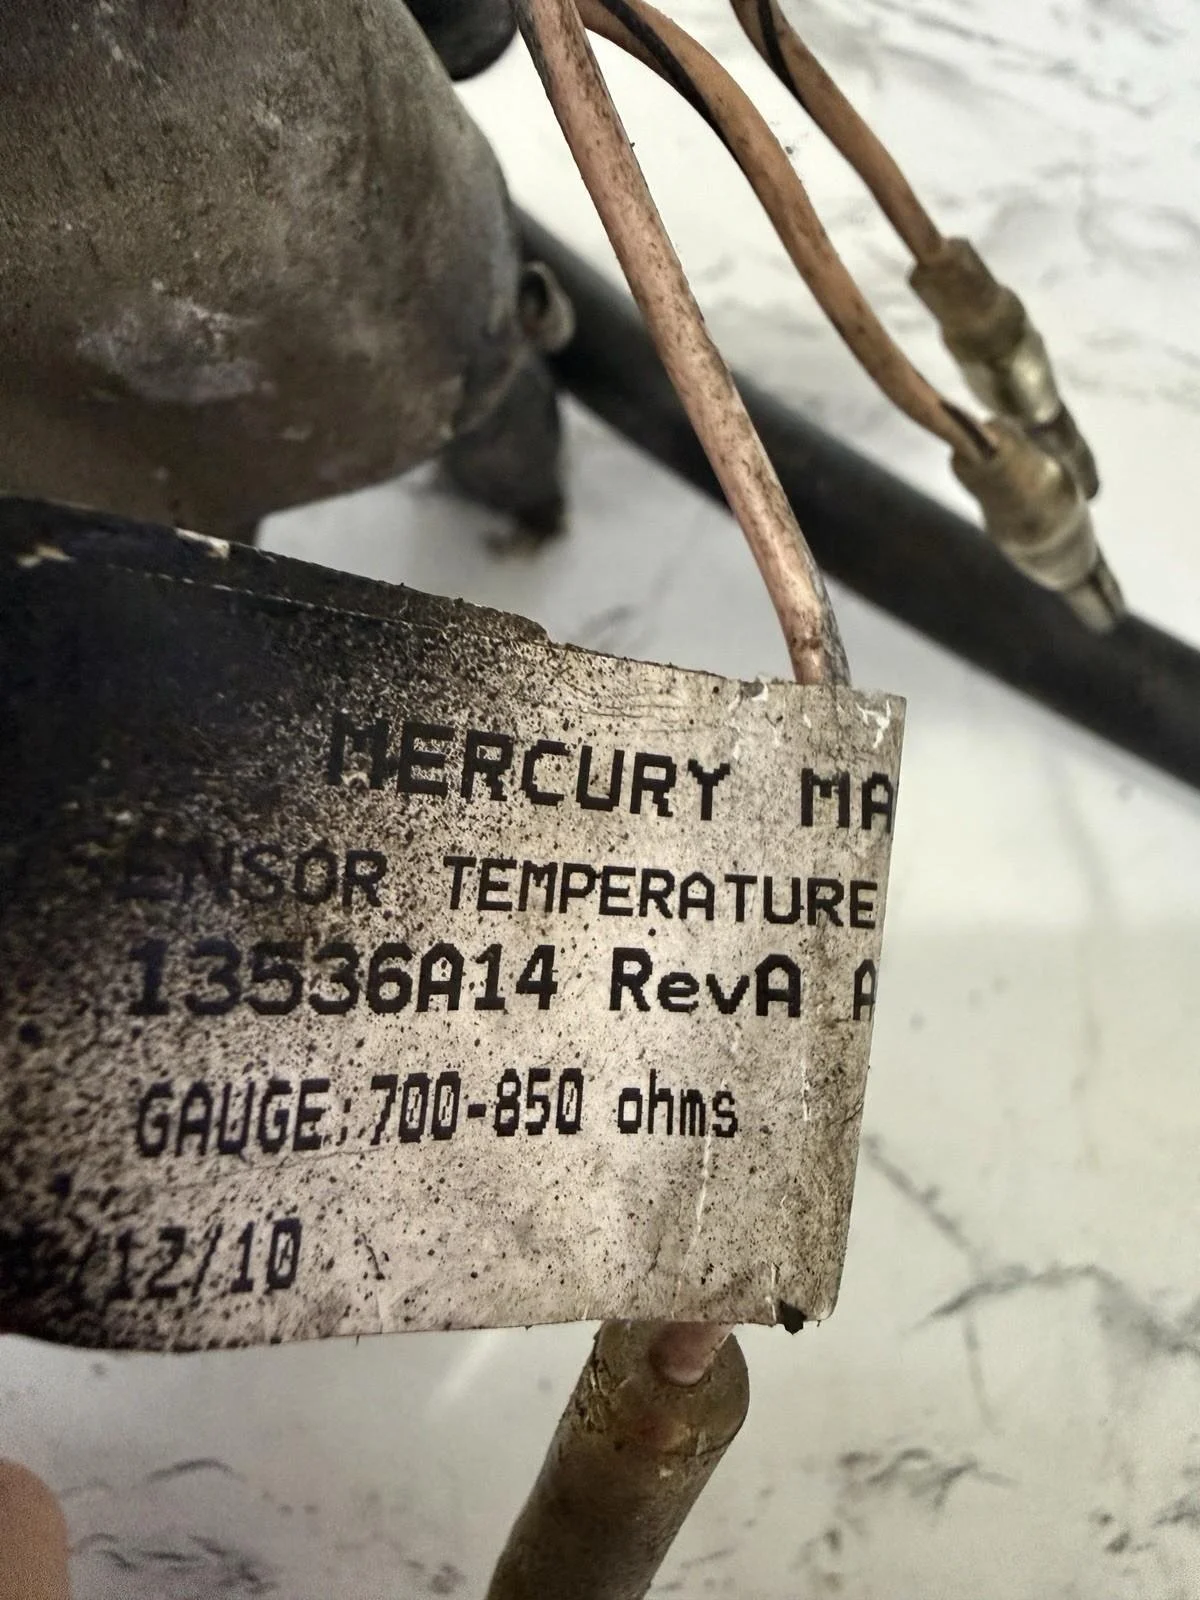 MERCURY MA
ENSOR TEMPERATURE
13536A14 RevA A
GAUGE: 700-850 ohms
/12/10